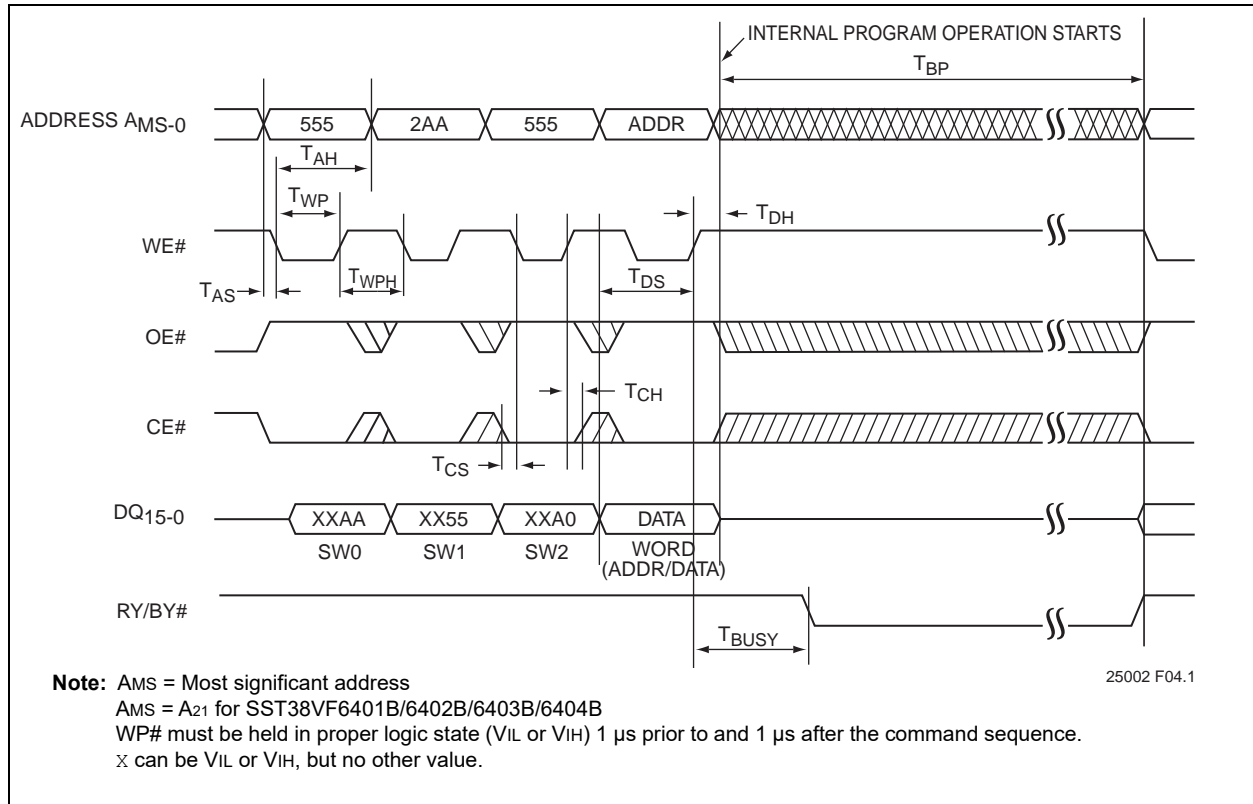 INTERNAL PROGRAM OPERATION STARTS
TBP
ADDRESS AMS-0
555 2AA 555 ADDR
TAH
TWP
TDH
WE#
TWPH
TDS
TAS
OE#
TCH
CE#
TCS
DQ15-0
XXAA XX55 XXA0 DATA
SW0 SW1 SW2 WORD
(ADDR/DATA)
RY/BY#
TBUSY
25002 F04.1
Note: AMS = Most significant address
AMS = A21 for SST38VF6401B/6402B/6403B/6404B
WP# must be held in proper logic state (VIL or VIH) 1 µs prior to and 1 µs after the command sequence.
X can be VIL or VIH, but no other value.